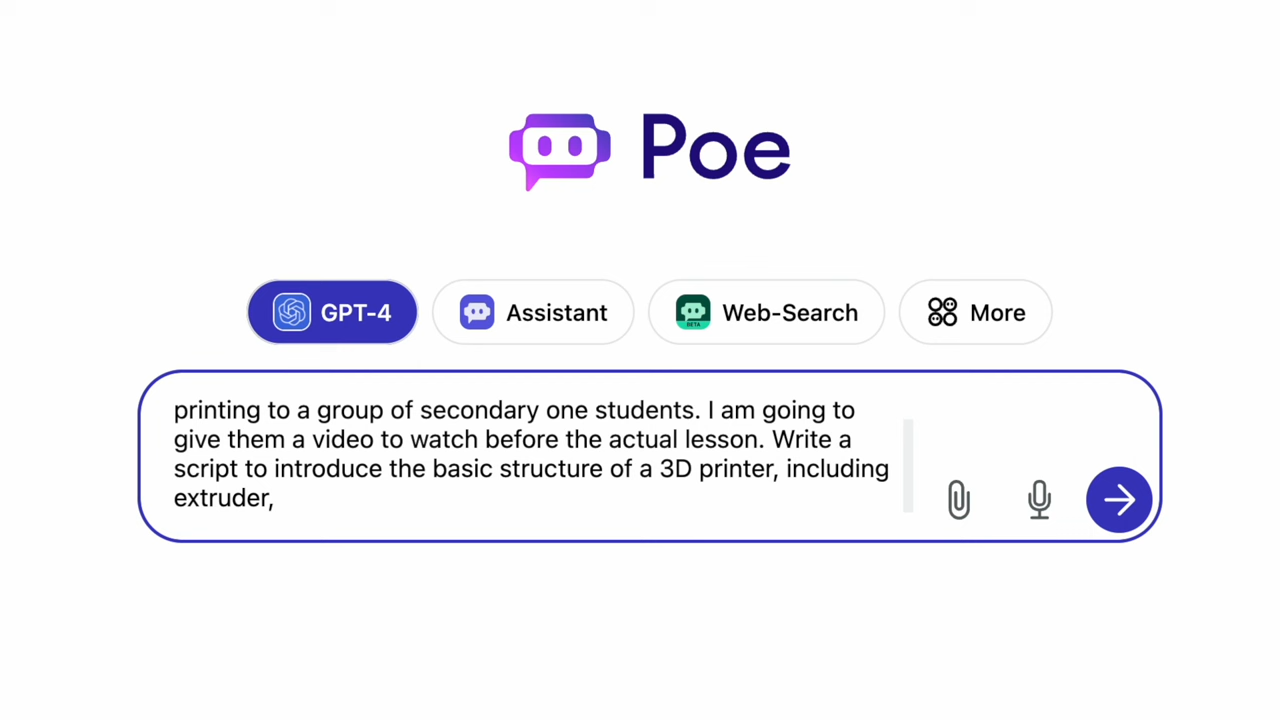 Poe
GPT-4
Assistant
BETA
Web-Search
More
printing to a group of secondary one students. I am going to
give them a video to watch before the actual lesson. Write a
script to introduce the basic structure of a 3D printer, including
extruder,